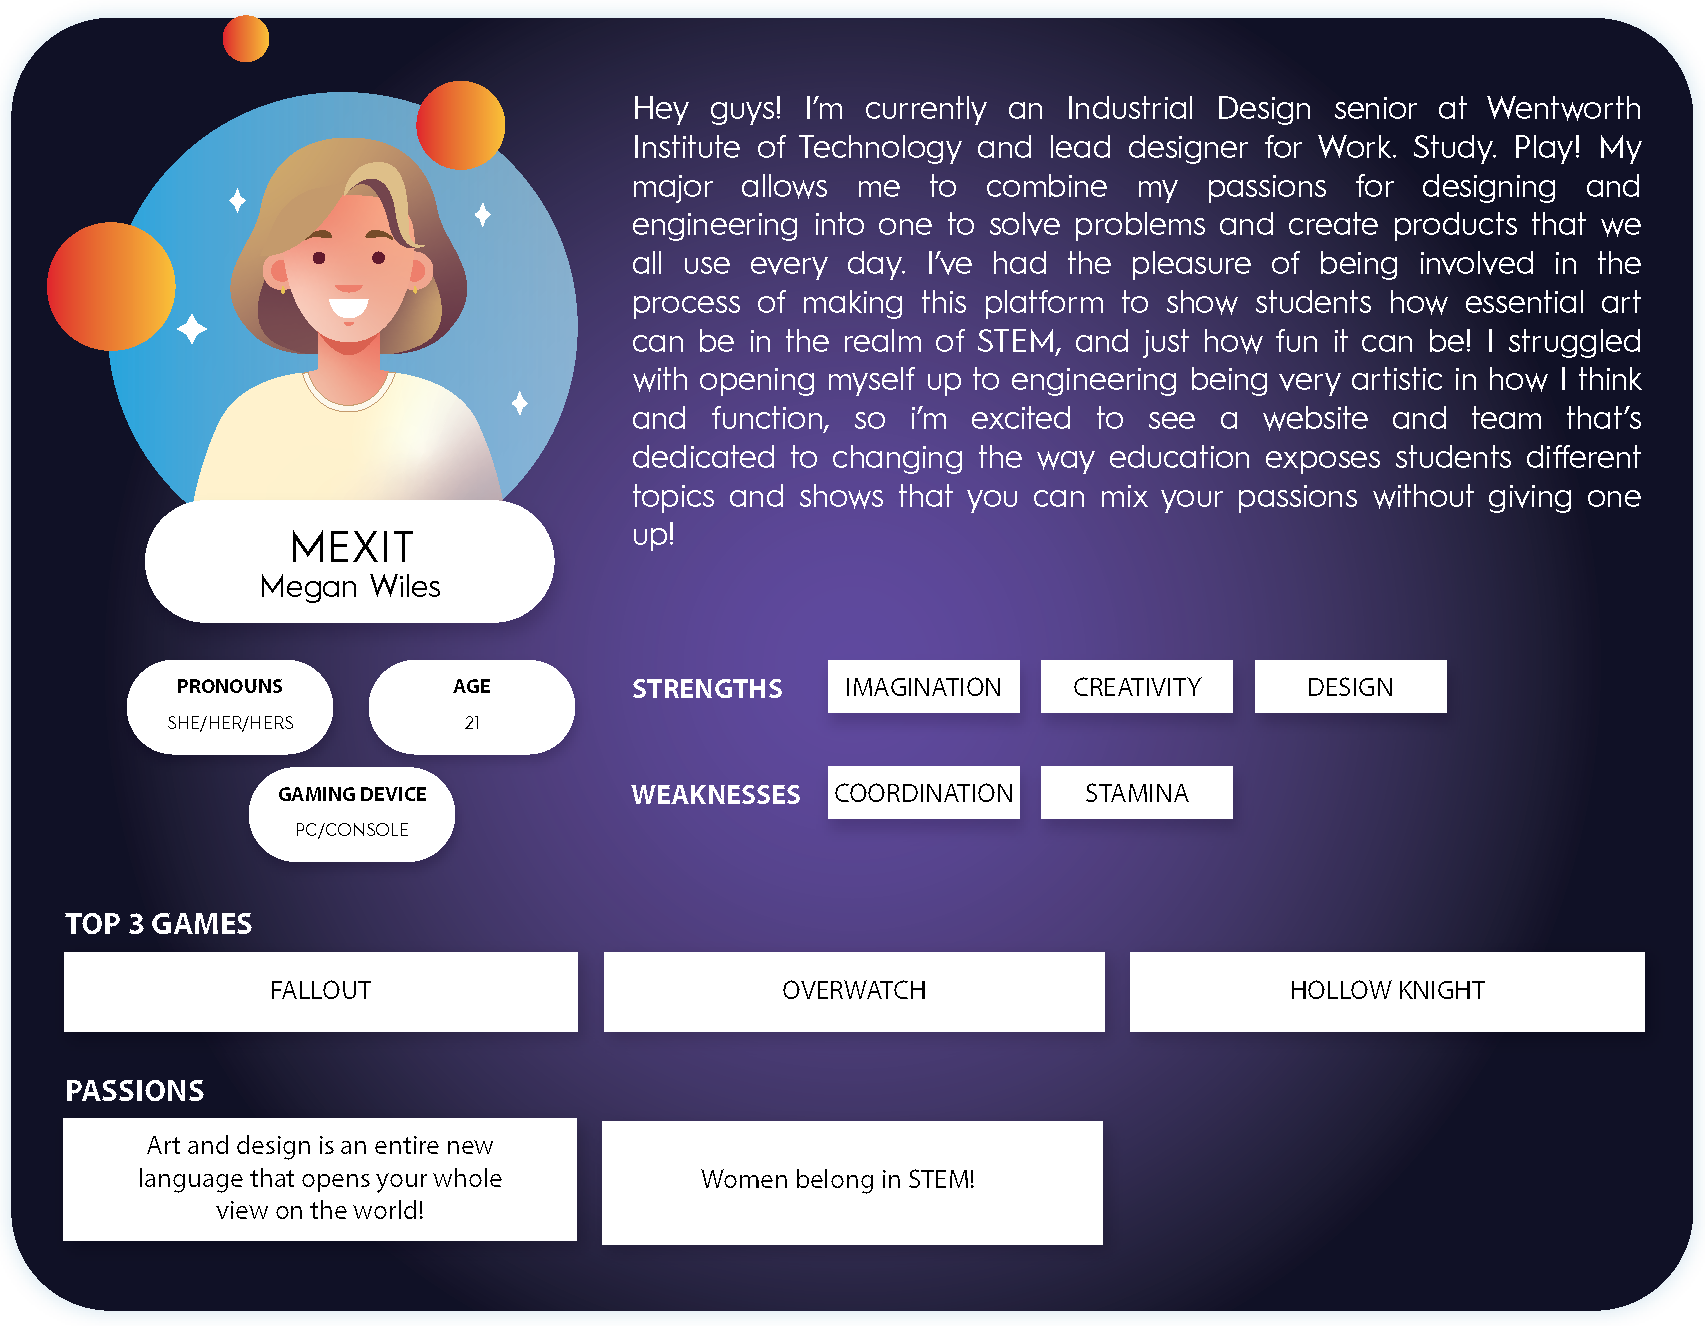 Hey guys! I'm currently an Industrial Design senior at Wentworth
Institute of Technology and lead designer for Work. Study. Play! My
major allows me to combine my passions for designing and
engineering into one to solve problems and create products that we
all use every day. I've had the pleasure of being involved in the
process of making this platform to show students how essential art
can be in the realm of STEM, and just how fun it can be! I struggled
with opening myself up to engineering being very artistic in how I think
and function, so i'm excited to see a website and team that's
dedicated to changing the way education exposes students different
topics and shows that you can mix your passions without giving one
up!
MEXIT
Megan Wiles
PRONOUNS
SHE/HER/HERS
AGE
21
GAMING DEVICE
PC/CONSOLE
STRENGTHS
IMAGINATION
CREATIVITY
DESIGN
WEAKNESSES
COORDINATION
STAMINA
TOP 3 GAMES
FALLOUT
OVERWATCH
HOLLOW KNIGHT
PASSIONS
Art and design is an entire new
language that opens your whole
view on the world!
Women belong in STEM!